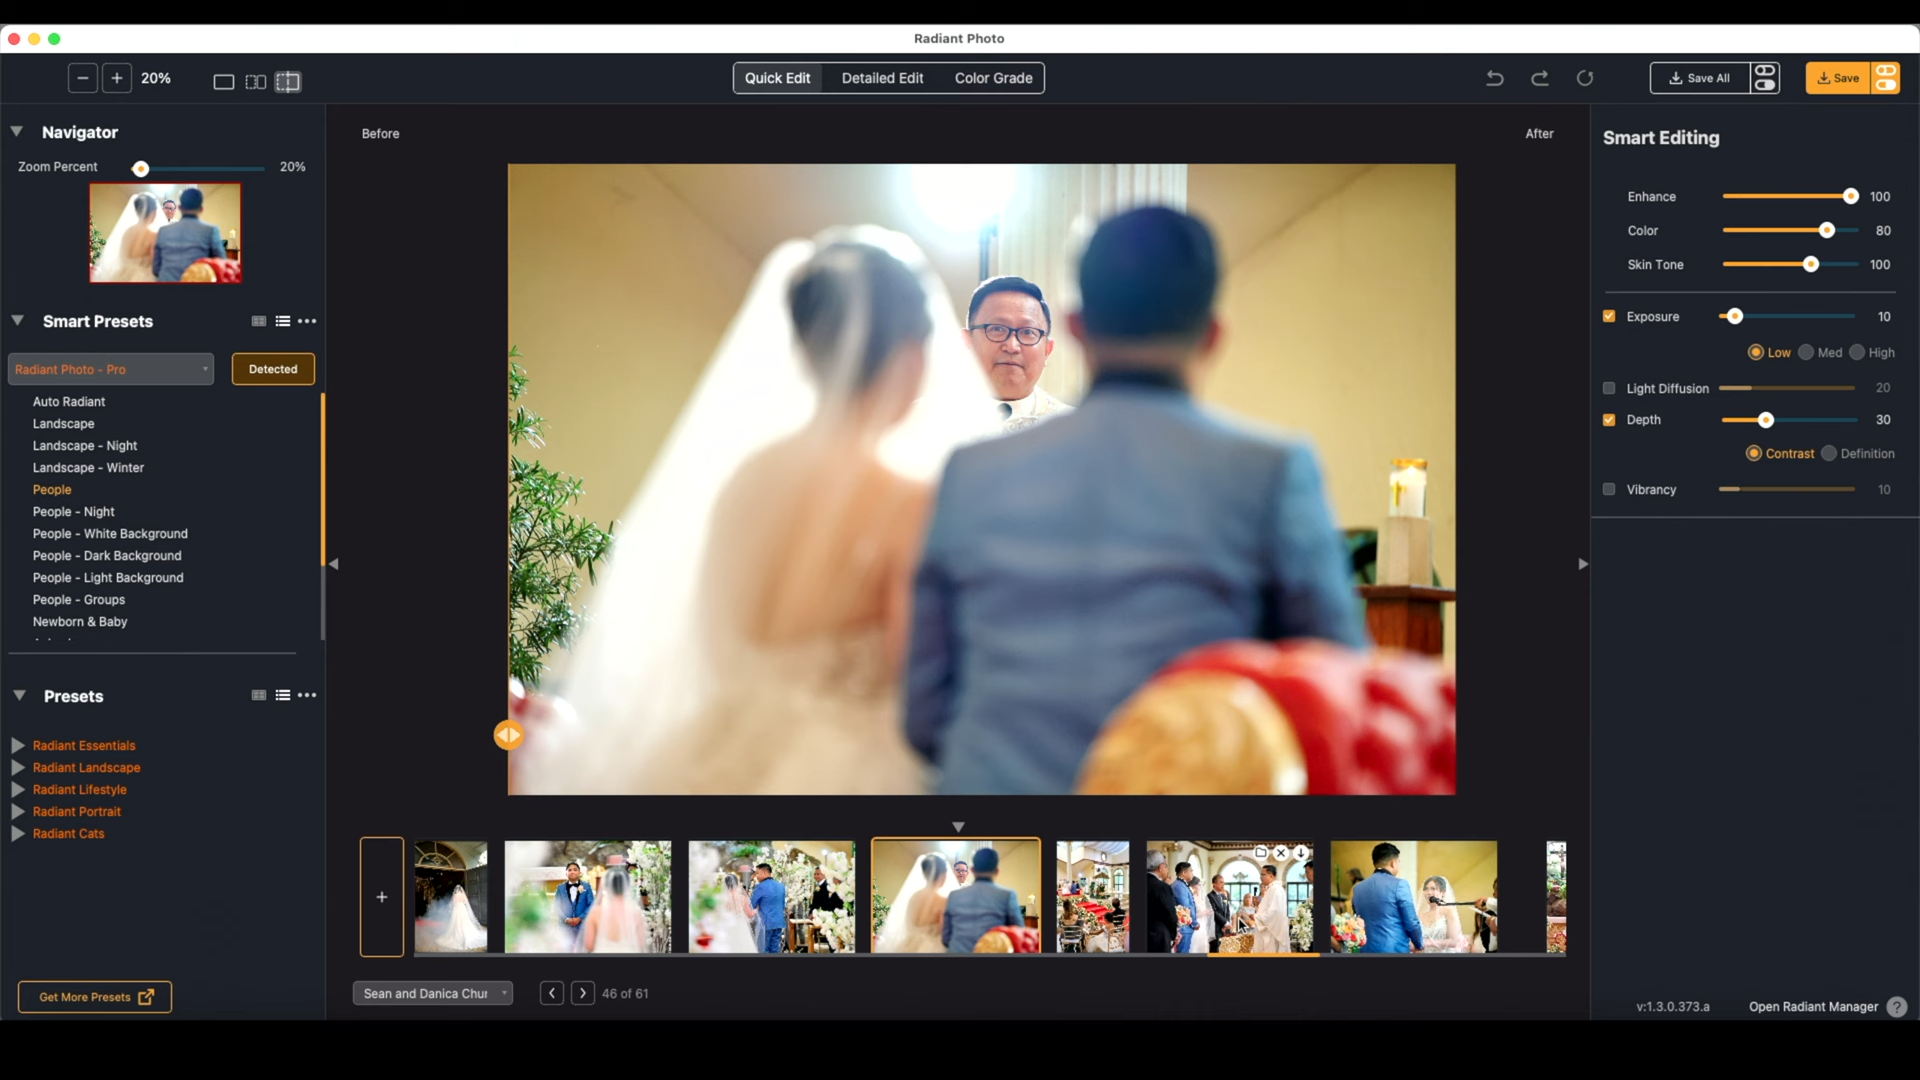 Radiant Photo
20%
Quick Edit
Detailed Edit
Color Grade
Save All
Save
Navigator
Zoom Percent
20%
Smart Presets
Radiant Photo - Pro
Detected
Auto Radiant
Landscape
Landscape - Night
Landscape - Winter
People
People - Night
People - White Background
People - Dark Background
People - Light Background
People - Groups
Newborn & Baby
Presets
Radiant Essentials
Radiant Landscape
Radiant Lifestyle
Radiant Portrait
Radiant Cats
Get More Presets
Before
After
Sean and Danica Chur
46 of 61
Smart Editing
Enhance 100
Color 80
Skin Tone 100
Exposure 10
Low Med High
Light Diffusion 20
Depth 30
Contrast Definition
Vibrancy 10
v:1.3.0.373.a
Open Radiant Manager ?